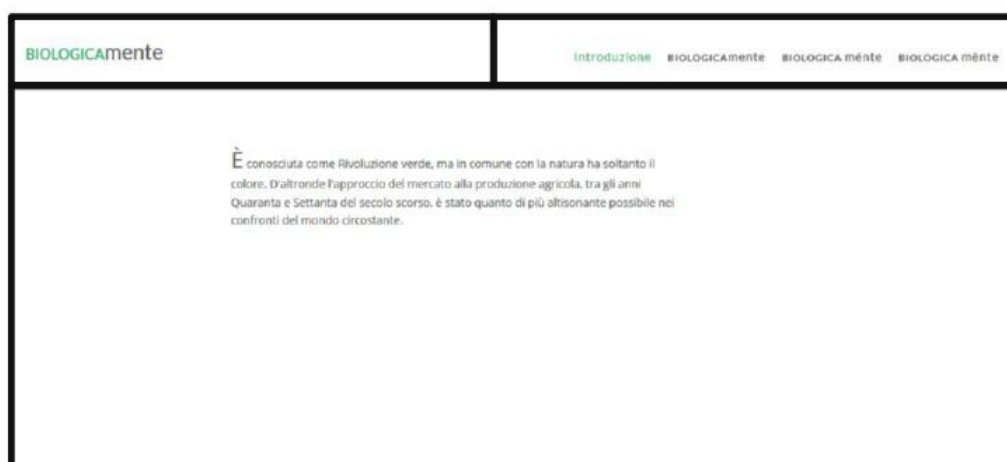 BIOLOGICAmente
Introduzione BIOLOGICAmente BIOLOGICA ménte BIOLOGICA mènte
È conosciuta come Rivoluzione verde, ma in comune con la natura ha soltanto il
colore. D'altronde l'approccio del mercato alla produzione agricola, tra gli anni
Quaranta e Settanta del secolo scorso, è stato quanto di più altisonante possibile nei
confronti del mondo circostante.